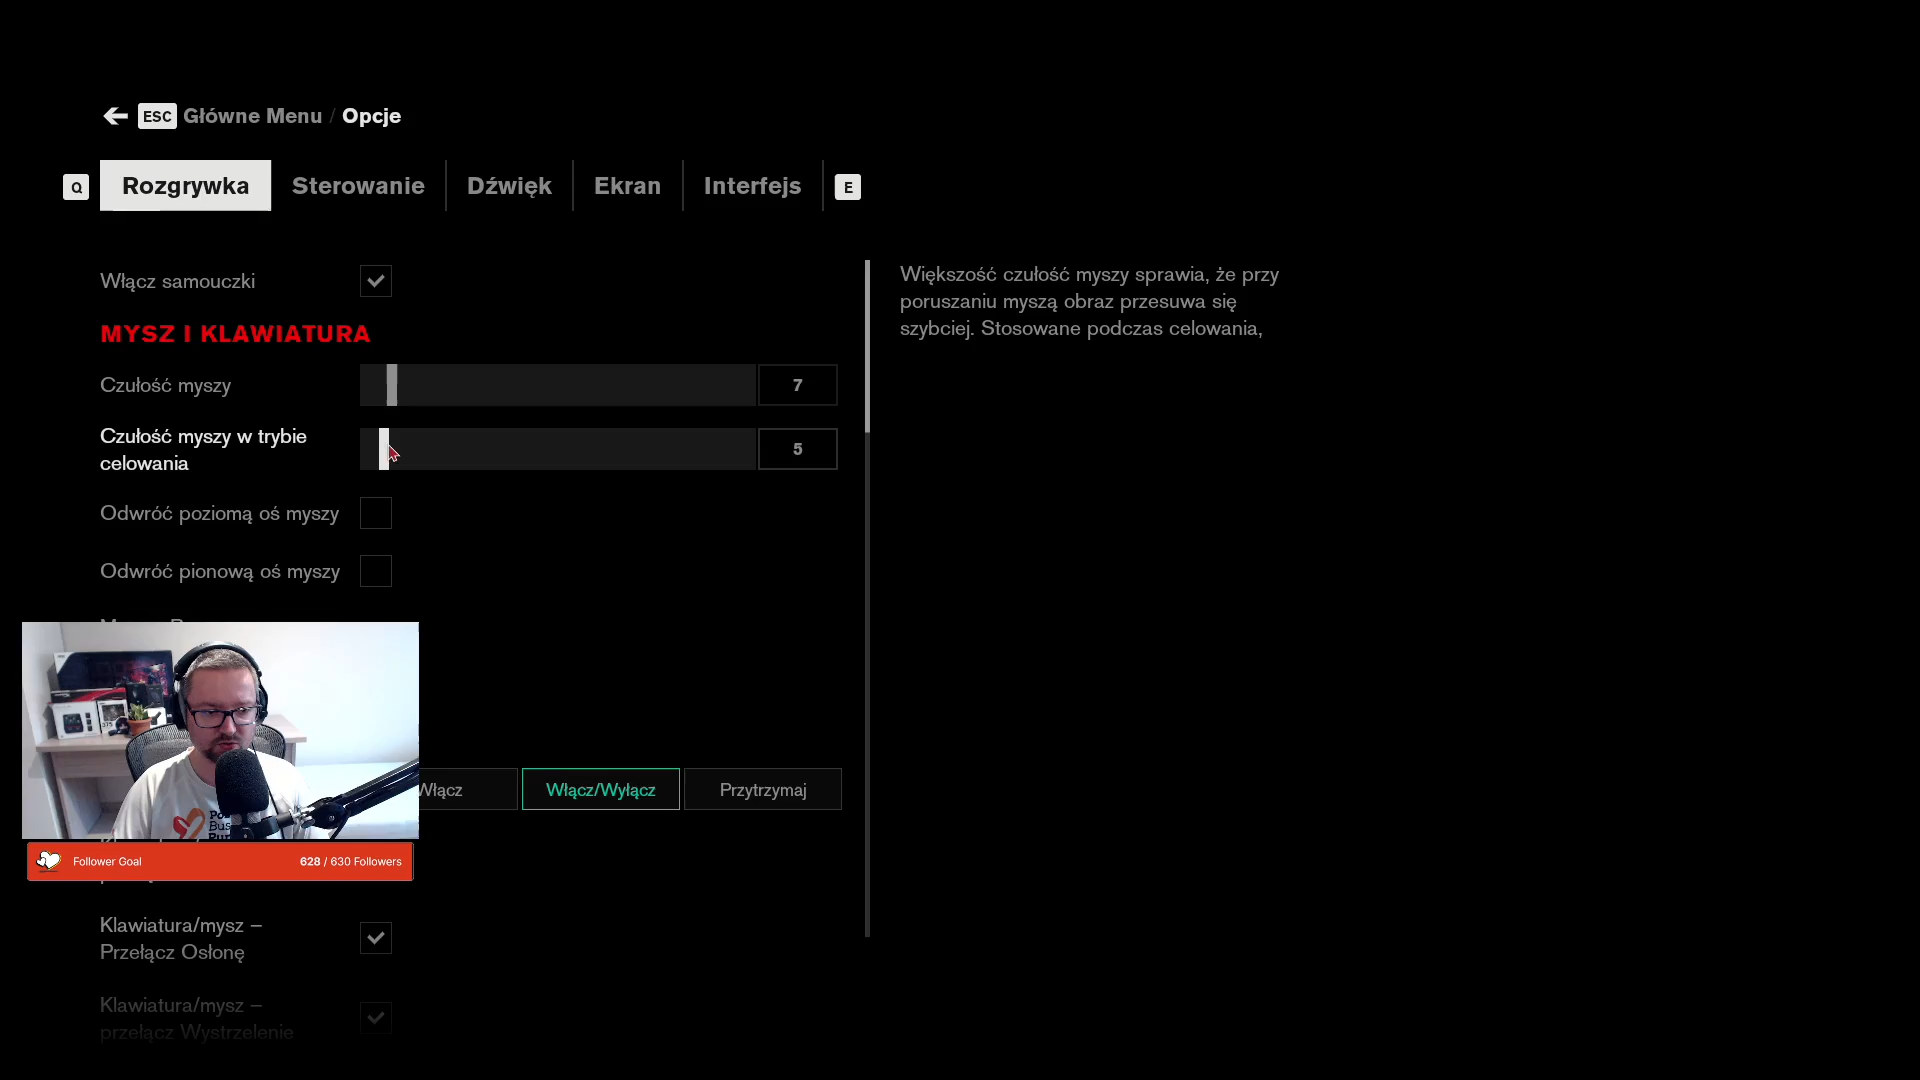 ESC Główne Menu / Opcje
Q Rozgrywka Sterowanie Dźwięk Ekran Interfejs E
Włącz samouczki
MYSZ I KLAWIATURA
Czułość myszy 7
Czułość myszy w trybie
celowania 5
Odwróć poziomą oś myszy
Odwróć pionową oś myszy
Włącz Włącz/Wyłącz Przytrzymaj
Follower Goal 628 / 630 Followers
Klawiatura/mysz –
Przełącz Osłonę
Klawiatura/mysz –
przełącz Wystrzelenie
Większość czułość myszy sprawia, że przy
poruszaniu myszą obraz przesuwa się
szybciej. Stosowane podczas celowania,